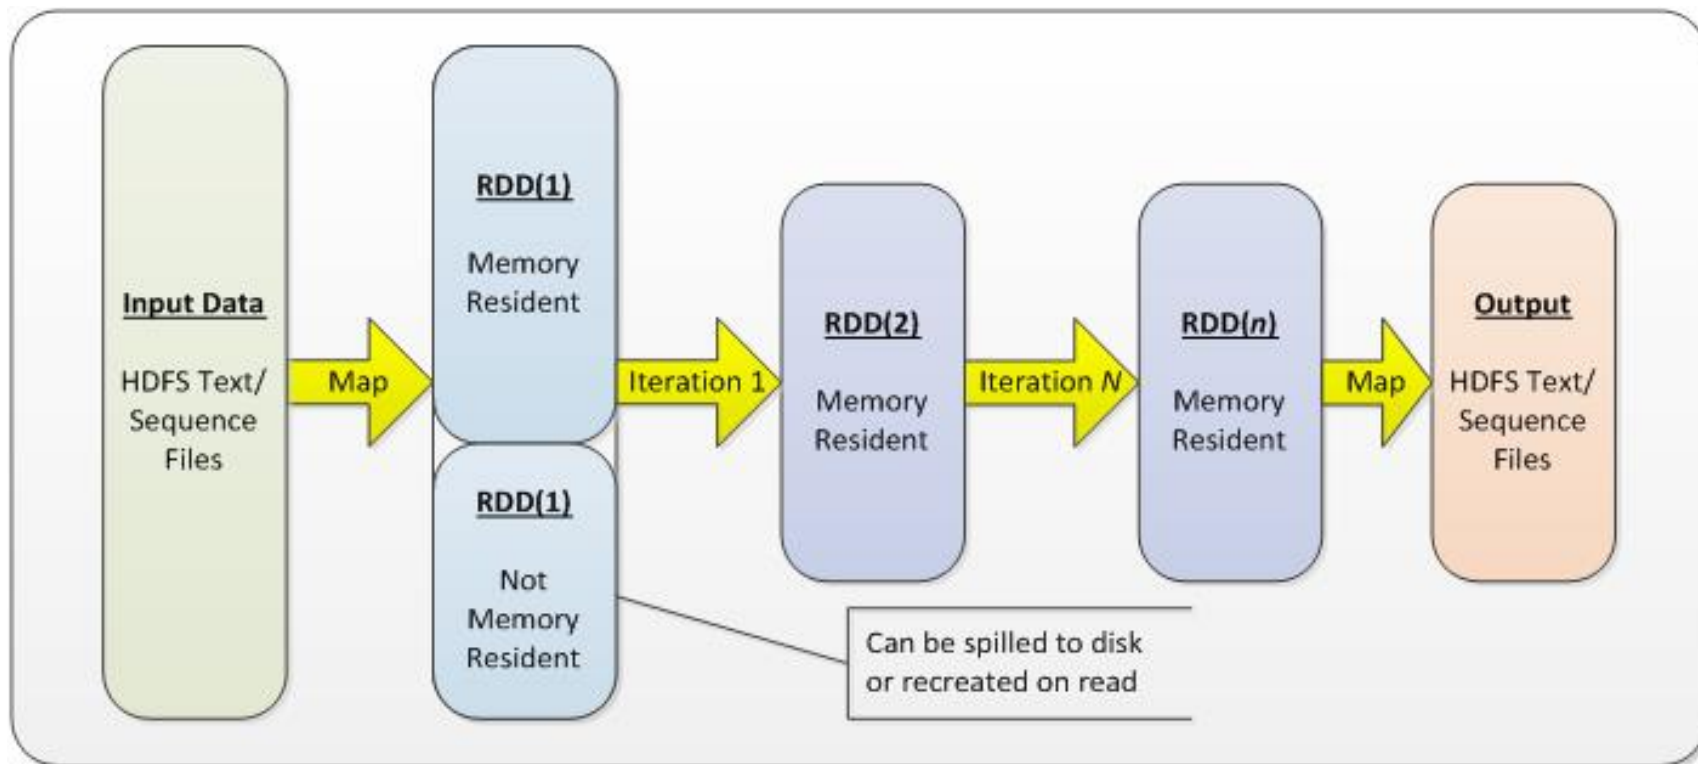 Input Data
HDFS Text/
Sequence
Files
Map
RDD(1)
Memory
Resident
RDD(1)
Not
Memory
Resident
Iteration 1
RDD(2)
Memory
Resident
Iteration N
RDD(n)
Memory
Resident
Map
Output
HDFS Text/
Sequence
Files
Can be spilled to disk
or recreated on read